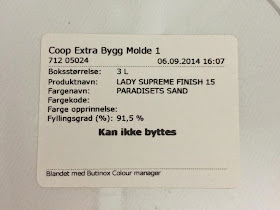 Coop Extra Bygg Molde 1
712 05024 06.09.2014 16:07
Boksstørrelse: 3 L
Produktnavn: LADY SUPREME FINISH 15
Fargenavn: PARADISETS SAND
Fargekode:
Farge opprinnelse:
Fyllingsgrad (%): 91,5 %
Kan ikke byttes
Blandet med Butinox Colour manager